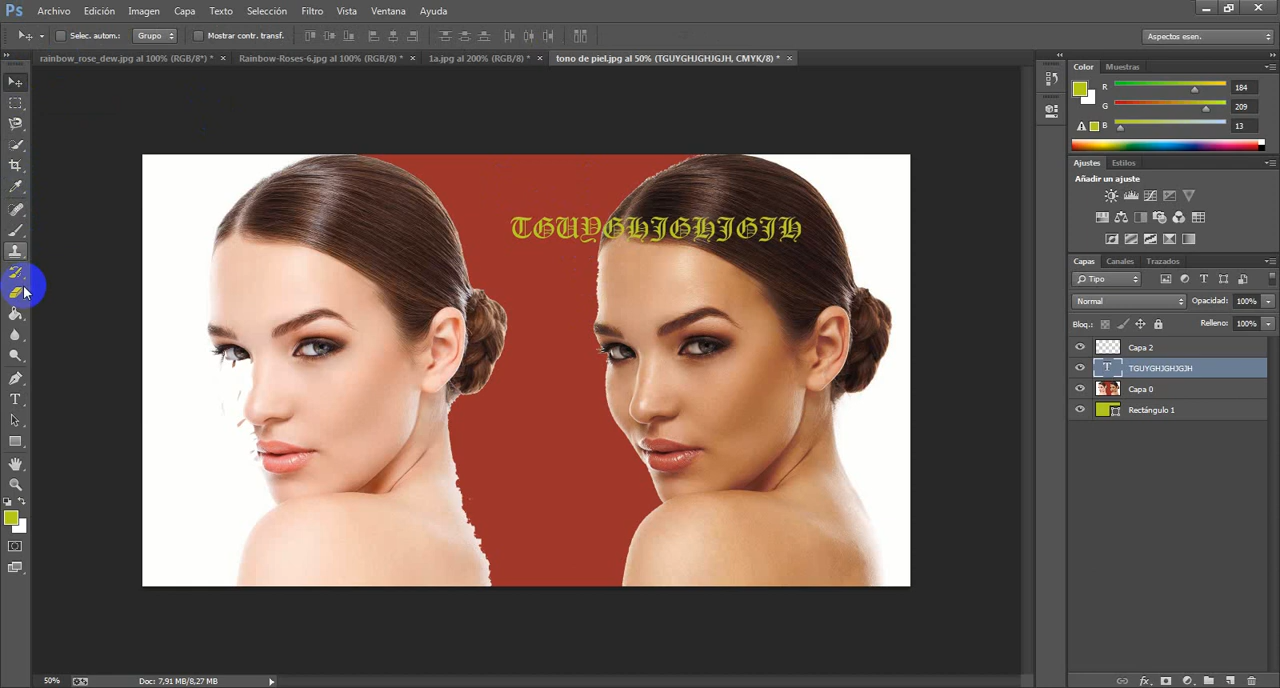 Ps Archivo Edición Imagen Capa Texto Selección Filtro Vista Ventana Ayuda
Selec. autom.: Grupo Mostrar contr. transf. Aspectos esen.
rainbow_rose_dew.jpg al 100% (RGB/8*) * × Rainbow-Roses-6.jpg al 100% (RGB/8) * × 1a.jpg al 200% (RGB/8) * × tono de piel.jpg al 50% (TGUYGHJGHJGJH, CMYK/8) * ×
Color Muestras
R 184
G 209
B 13
Ajustes Estilos
Añadir un ajuste
TGUYGHJGHJGJH
Capas Canales Trazados
Tipo
Normal Opacidad: 100%
Bloq.: Relleno: 100%
Capa 2
T TGUYGHJGHJGJH
Capa 0
Rectángulo 1
50% Doc: 7,91 MB/8,27 MB